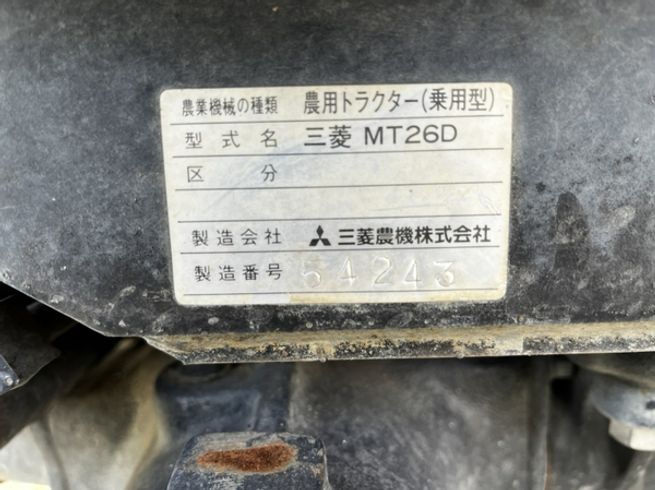 農業機械の種類 農用トラクター(乗用型)
型式名 三菱 MT26D
区分
製造会社 三菱農機株式会社
製造番号 54243